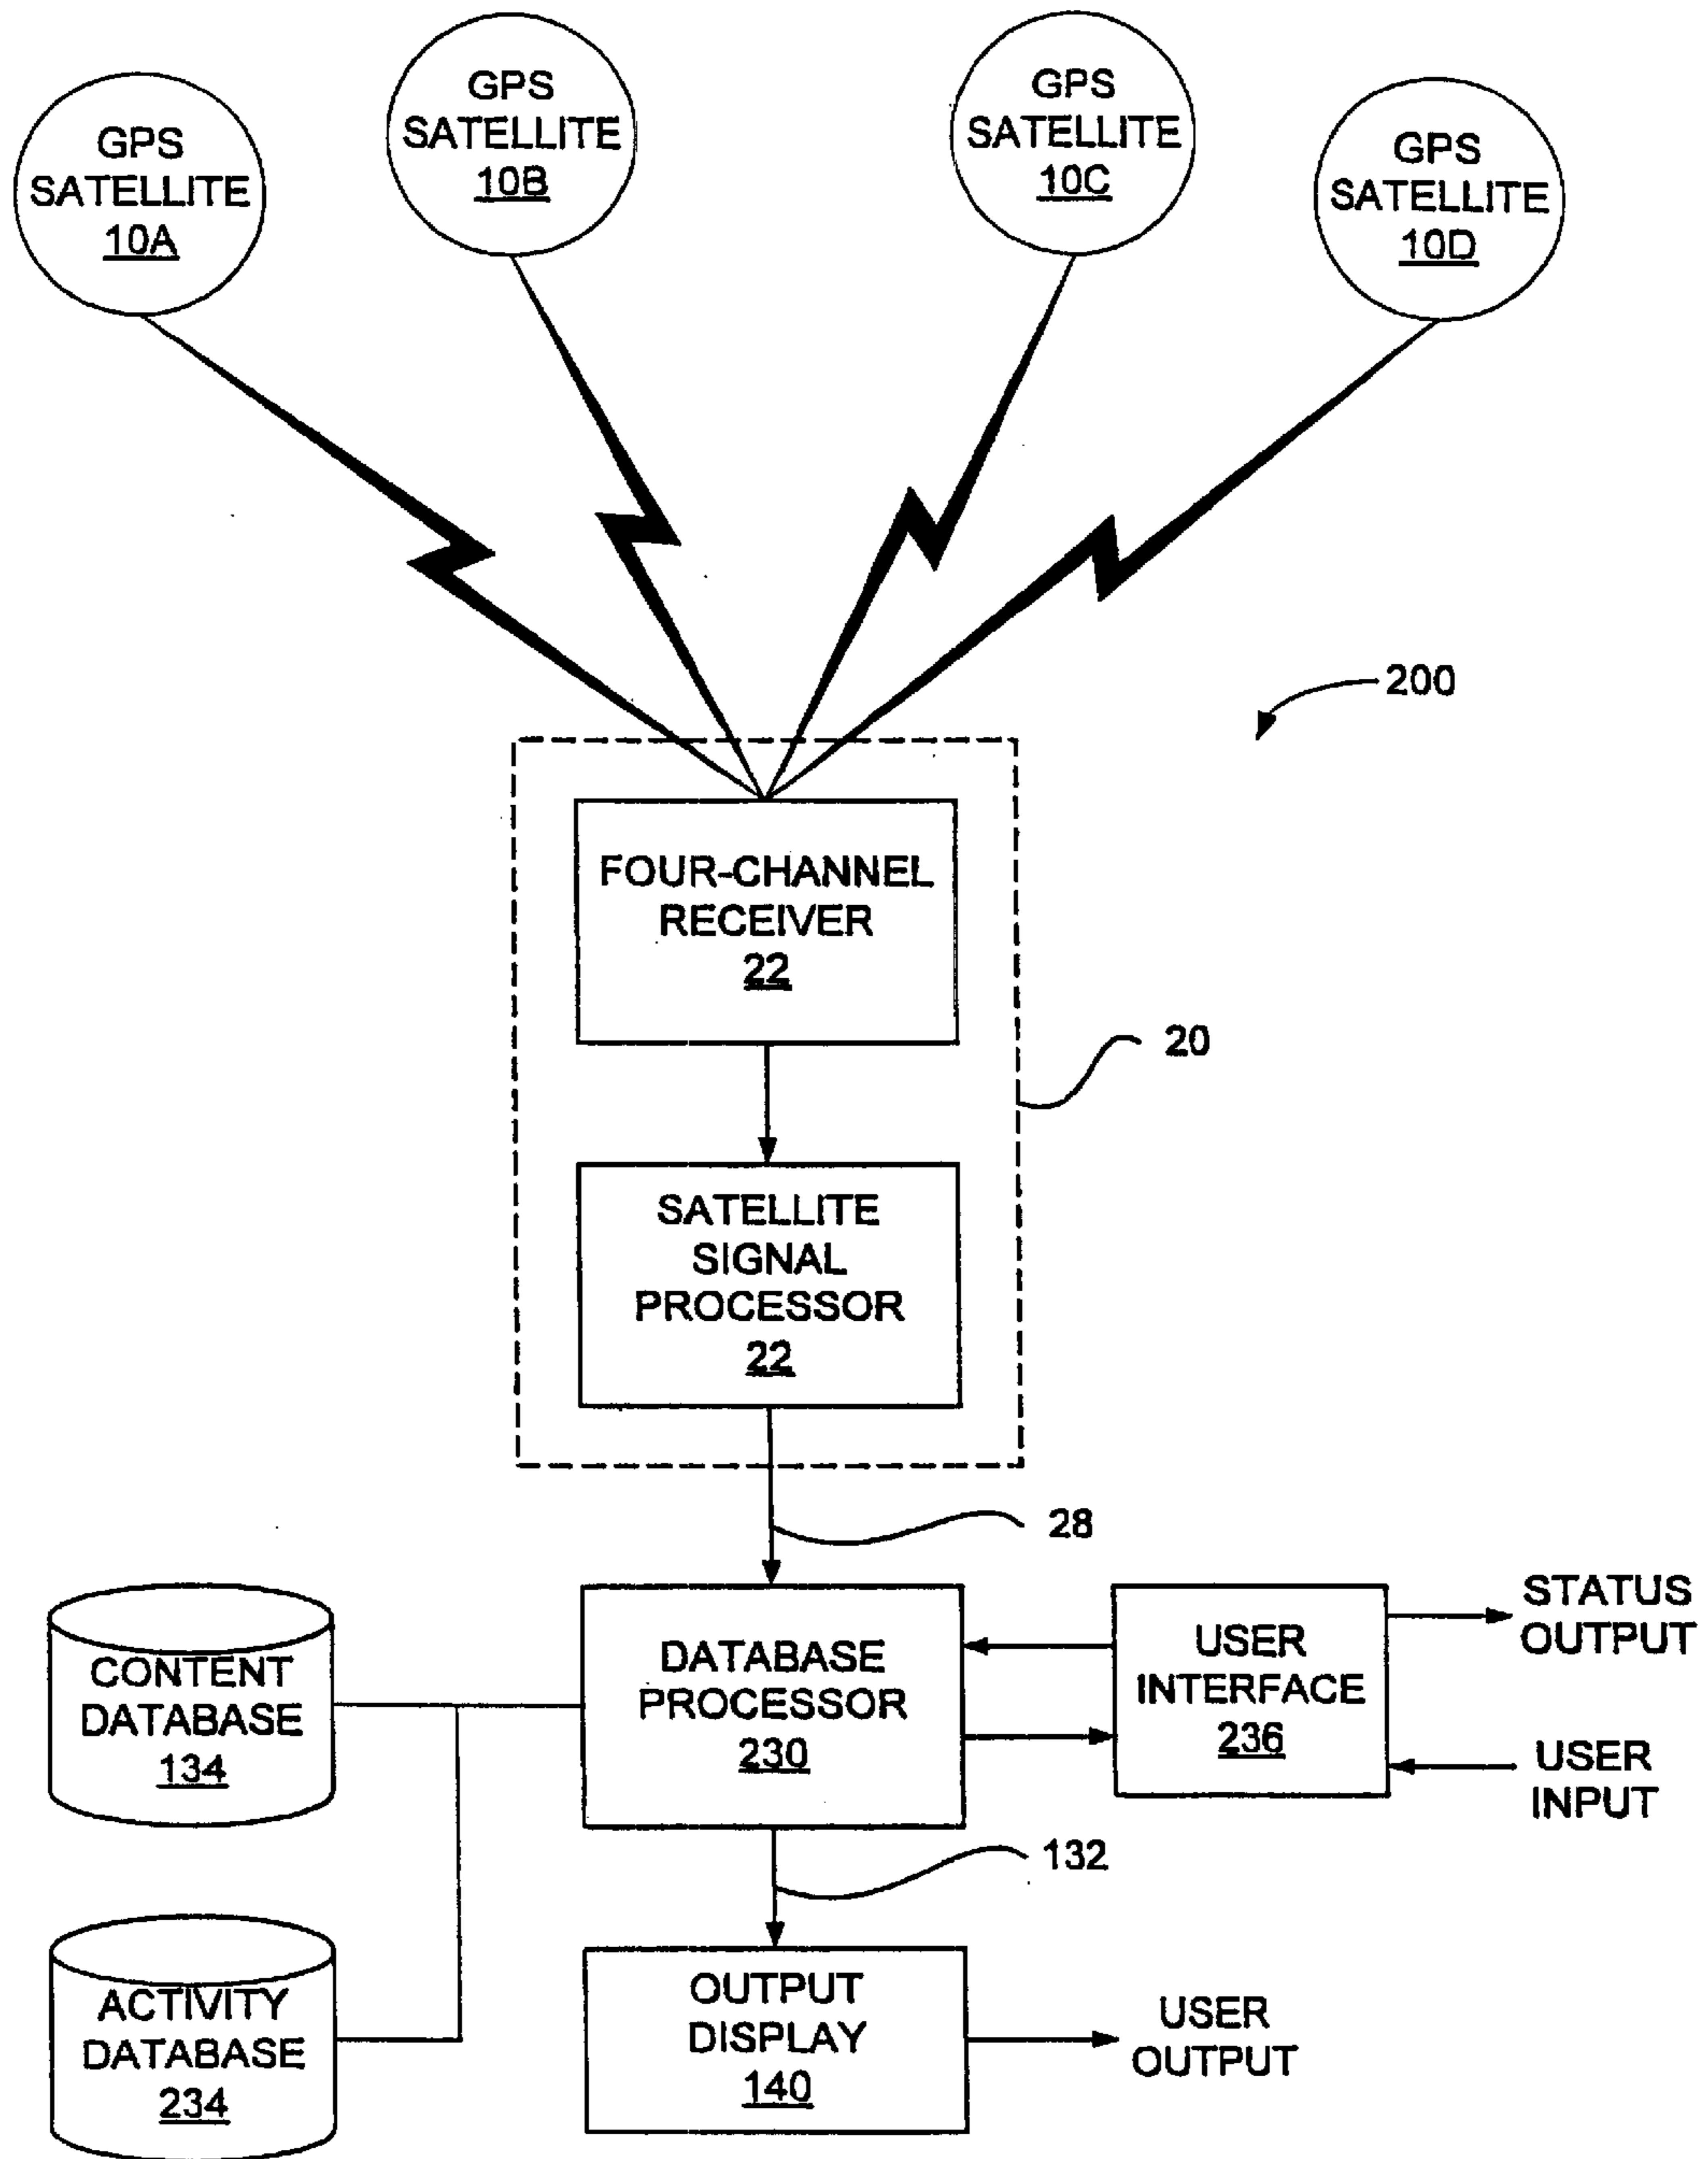 GPS
SATELLITE
10A
GPS
SATELLITE
10B
GPS
SATELLITE
10C
GPS
SATELLITE
10D
200
FOUR-CHANNEL
RECEIVER
22
20
SATELLITE
SIGNAL
PROCESSOR
22
28
CONTENT
DATABASE
134
DATABASE
PROCESSOR
230
USER
INTERFACE
236
STATUS
OUTPUT
USER
INPUT
132
ACTIVITY
DATABASE
234
OUTPUT
DISPLAY
140
USER
OUTPUT